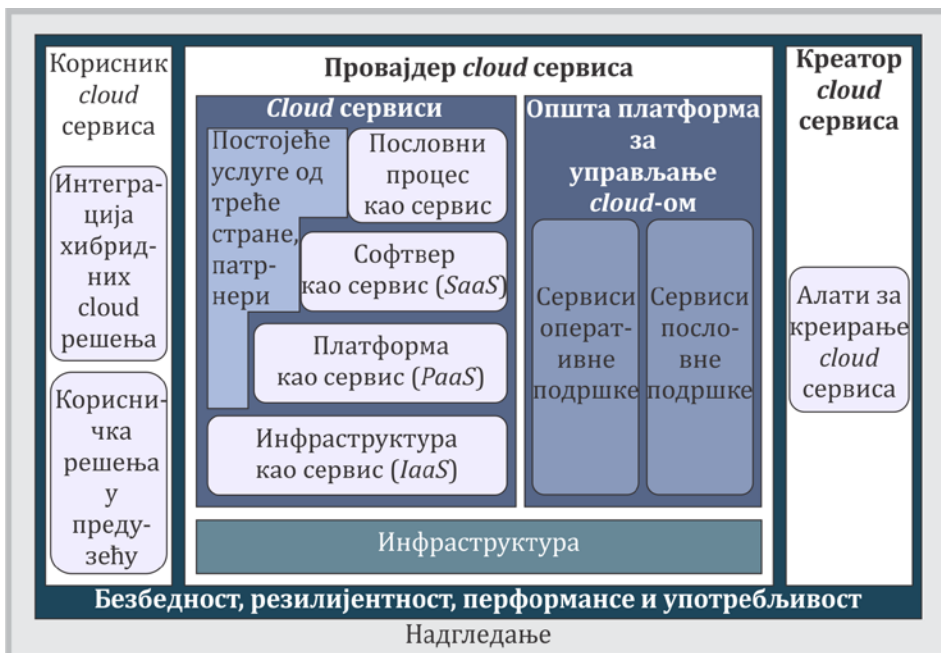 Корисник
cloud
сервиса
Интегра-
ција
хибрид-
них
cloud
решења
Корисни-
чка
решења
у
предузе-
ћу
Провајдер cloud сервиса
Cloud сервиси
Постојеће
услуге од
треће
стране,
патр-
нери
Пословни
процес
као сервис
Софтвер
као сервис (SaaS)
Платформа
као сервис (PaaS)
Инфраструктура
као сервис (IaaS)
Општа платформа
за
управљање
cloud-ом
Сервиси
операт-
ивне
подршке
Сервиси
посло-
вне
подршке
Инфраструктура
Креатор
cloud
сервиса
Алати за
креирање
cloud
сервиса
Безбедност, резилијентност, перформансе и употребљивост
Надгледање